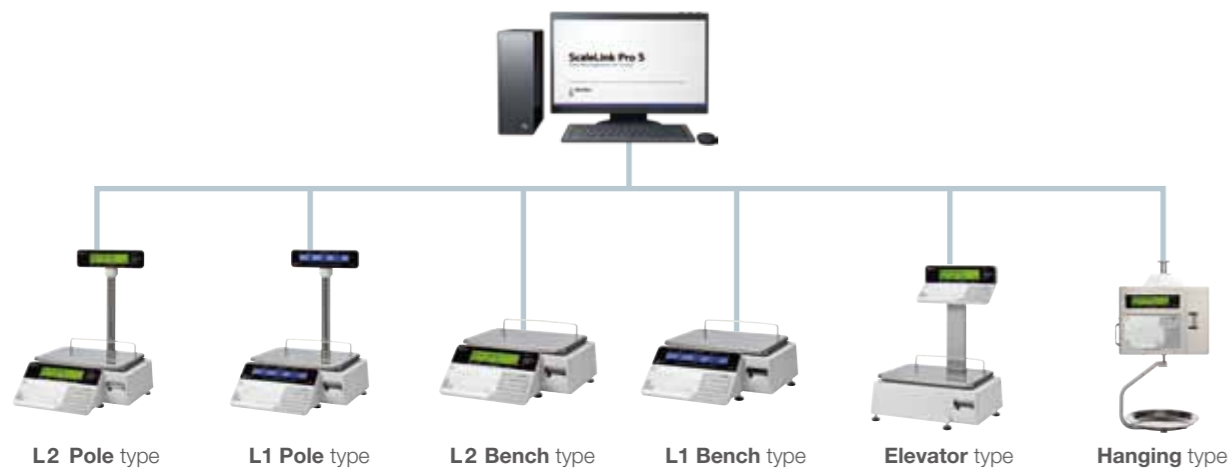 ScaleLink Pro 5
L2 Pole type
L1 Pole type
L2 Bench type
L1 Bench type
Elevator type
Hanging type